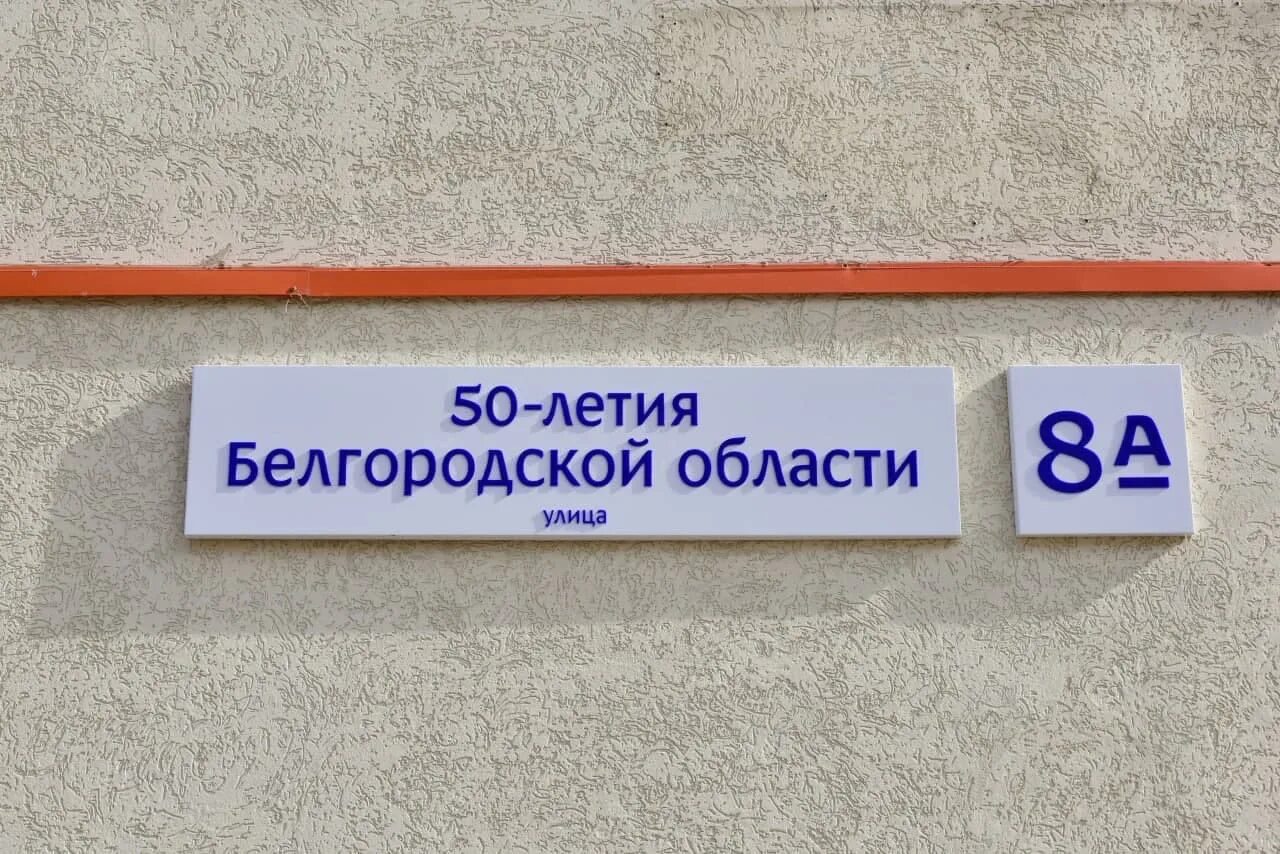 50-летия
Белгородской области
улица
8А